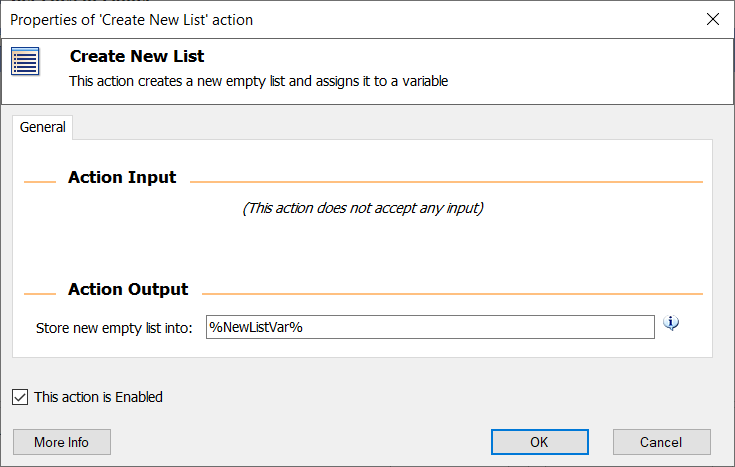 Properties of 'Create New List' action
Create New List
This action creates a new empty list and assigns it to a variable
General
Action Input
(This action does not accept any input)
Action Output
Store new empty list into: %NewListVar%
This action is Enabled
More Info OK Cancel